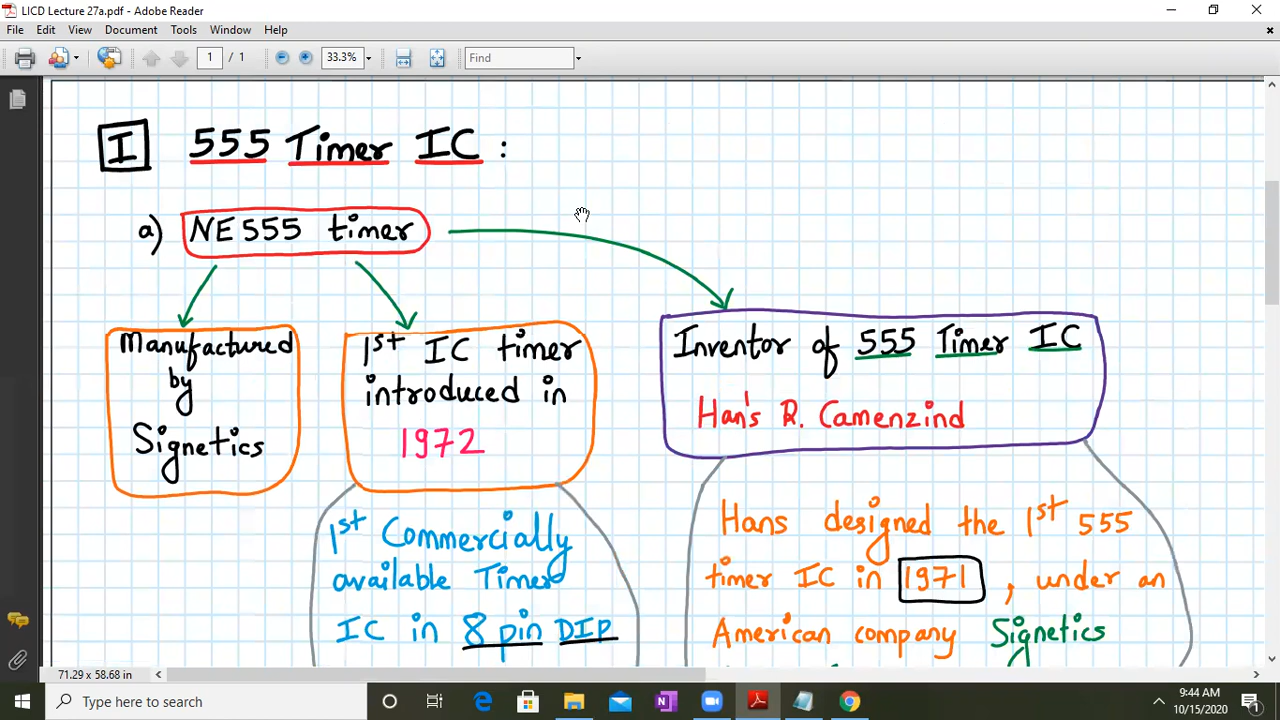 LICD Lecture 27a.pdf - Adobe Reader
File Edit View Document Tools Window Help
1 / 1 33.3% Find
I 555 Timer IC :
a) NE555 timer
Manufactured
by
Signetics
1st IC timer
introduced in
1972
Inventor of 555 Timer IC
Han's R. Camenzind
1st Commercially
available Timer
IC in 8 pin DIP
Hans designed the 1st 555
timer IC in 1971 , under an
American company Signetics
71.29 x 58.68 in
Type here to search
9:44 AM
10/15/2020